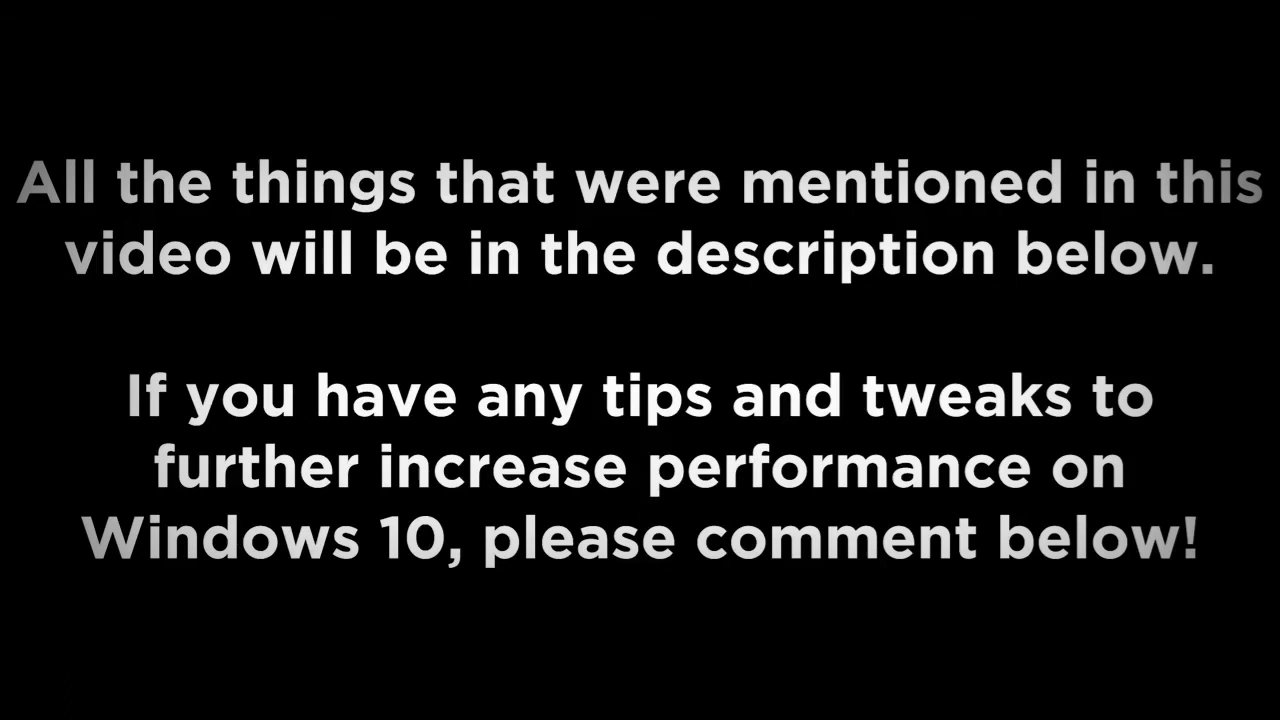 All the things that were mentioned in this
video will be in the description below.
If you have any tips and tweaks to
further increase performance on
Windows 10, please comment below!